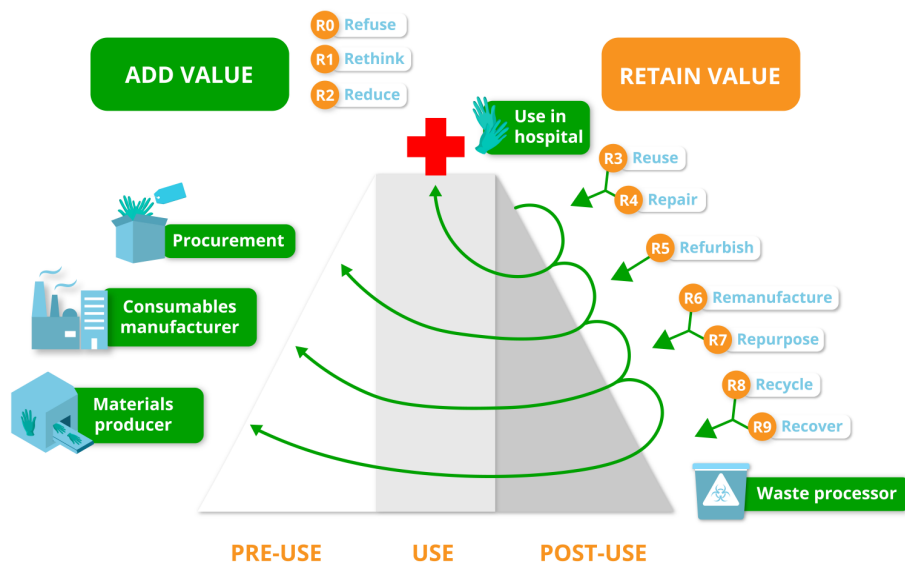 ADD VALUE
R0 Refuse
R1 Rethink
R2 Reduce
RETAIN VALUE
Use in
hospital
R3 Reuse
R4 Repair
Procurement
R5 Refurbish
Consumables
manufacturer
R6 Remanufacture
R7 Repurpose
Materials
producer
R8 Recycle
R9 Recover
Waste processor
PRE-USE
USE
POST-USE